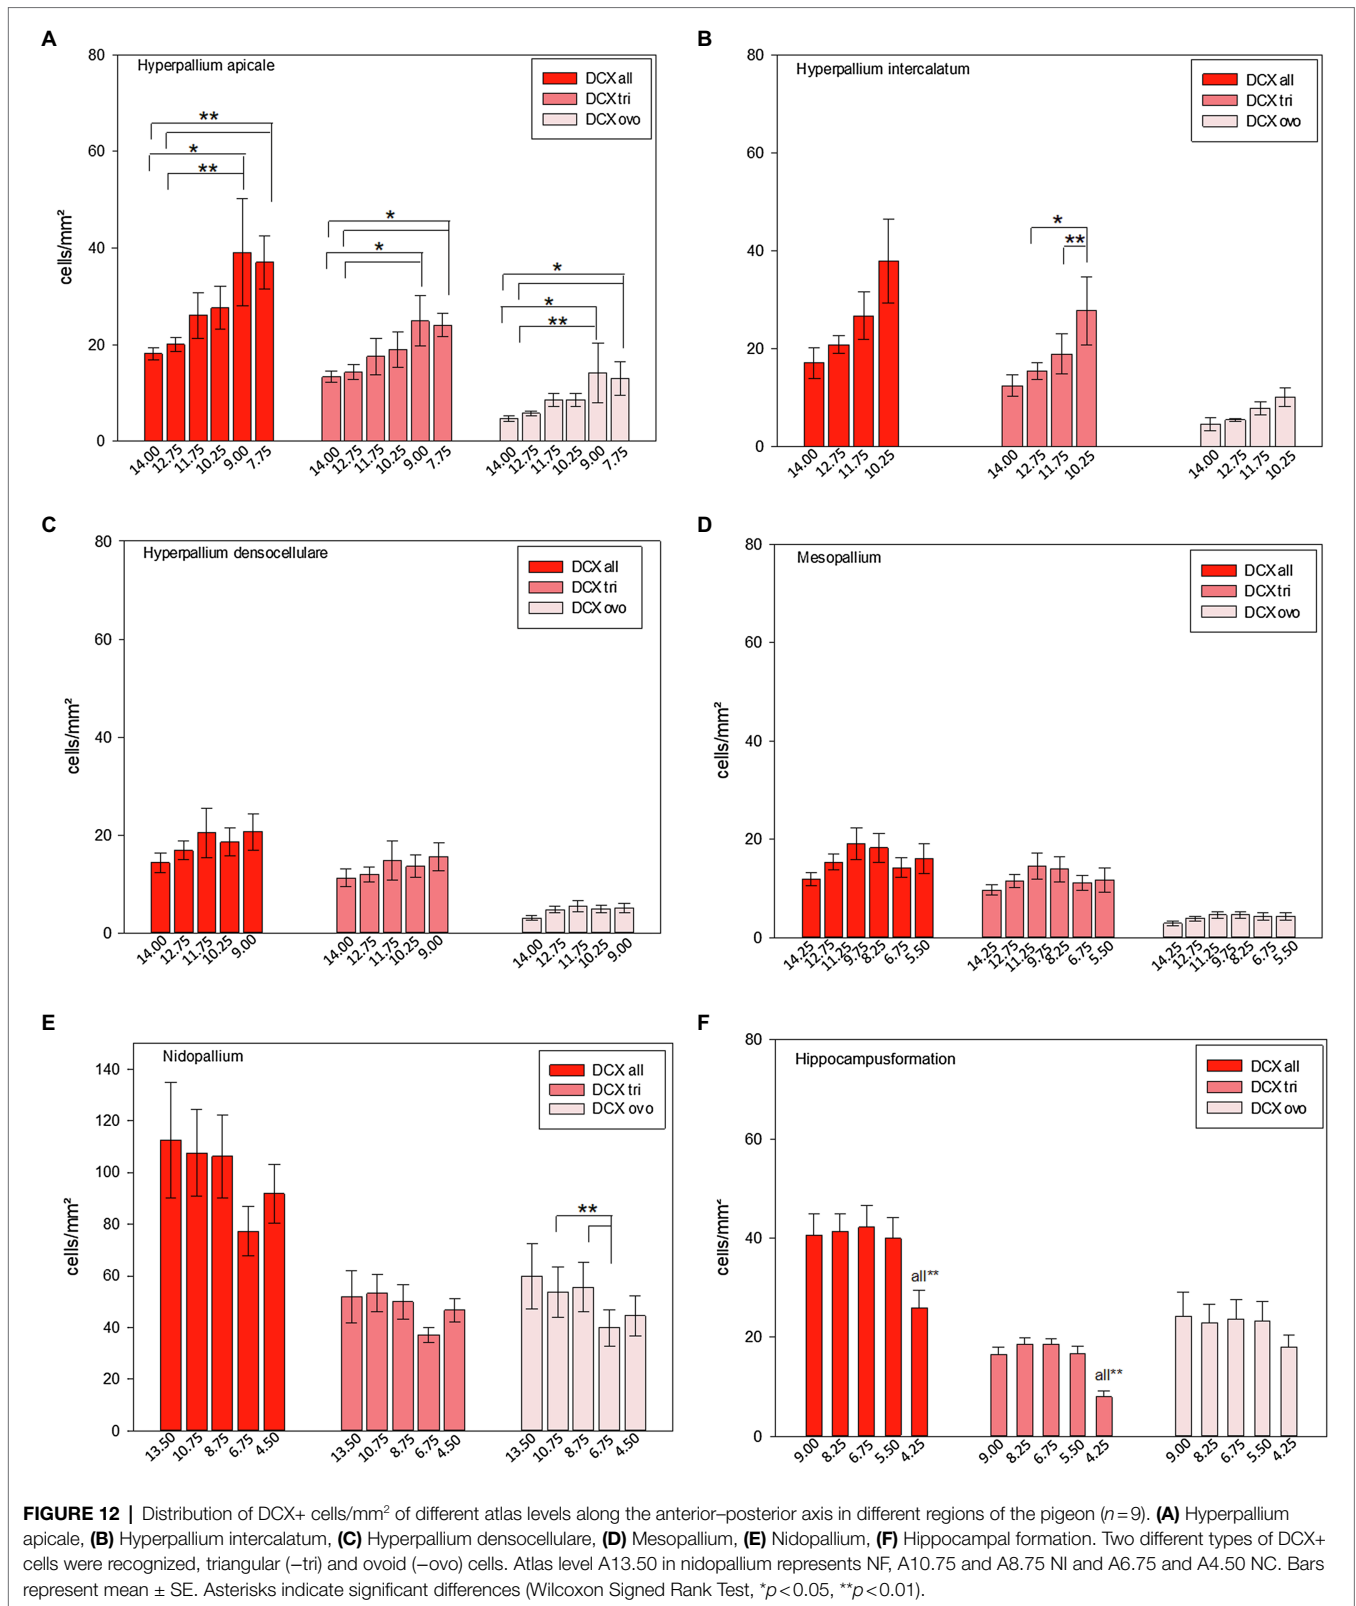 A
Hyperpallium apicale
DCX all
DCX tri
DCX ovo
80
60
40
20
0
cells/mm²
**
*
**
*
*
*
*
**
14.00 12.75 11.75 10.25 9.00 7.75
14.00 12.75 11.75 10.25 9.00 7.75
14.00 12.75 11.75 10.25 9.00 7.75
B
Hyperpallium intercalatum
DCX all
DCX tri
DCX ovo
80
60
40
20
0
*
**
14.00 12.75 11.75 10.25
14.00 12.75 11.75 10.25
14.00 12.75 11.75 10.25
C
Hyperpallium densocellulare
DCX all
DCX tri
DCX ovo
80
60
40
20
0
cells/mm²
14.00 12.75 11.75 10.25 9.00
14.00 12.75 11.75 10.25 9.00
14.00 12.75 11.75 10.25 9.00
D
Mesopallium
DCX all
DCX tri
DCX ovo
80
60
40
20
0
cells/mm²
14.25 12.75 11.25 9.75 8.25 6.75 5.50
14.25 12.75 11.25 9.75 8.25 6.75 5.50
14.25 12.75 11.25 9.75 8.25 6.75 5.50
E
Nidopallium
DCX all
DCX tri
DCX ovo
140
120
100
80
60
40
20
0
cells/mm²
**
13.50 10.75 8.75 6.75 4.50
13.50 10.75 8.75 6.75 4.50
13.50 10.75 8.75 6.75 4.50
F
Hippocampusformation
DCX all
DCX tri
DCX ovo
80
60
40
20
0
cells/mm²
all**
all**
9.00 8.25 6.75 5.50 4.25
9.00 8.25 6.75 5.50 4.25
9.00 8.25 6.75 5.50 4.25
FIGURE 12 | Distribution of DCX+ cells/mm² of different atlas levels along the anterior–posterior axis in different regions of the pigeon (n=9). (A) Hyperpallium
apicale, (B) Hyperpallium intercalatum, (C) Hyperpallium densocellulare, (D) Mesopallium, (E) Nidopallium, (F) Hippocampal formation. Two different types of DCX+
cells were recognized, triangular (–tri) and ovoid (–ovo) cells. Atlas level A13.50 in nidopallium represents NF, A10.75 and A8.75 NI and A6.75 and A4.50 NC. Bars
represent mean ± SE. Asterisks indicate significant differences (Wilcoxon Signed Rank Test, *p<0.05, **p<0.01).